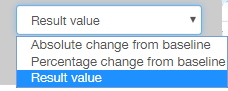 Result value
Absolute change from baseline
Percentage change from baseline
Result value